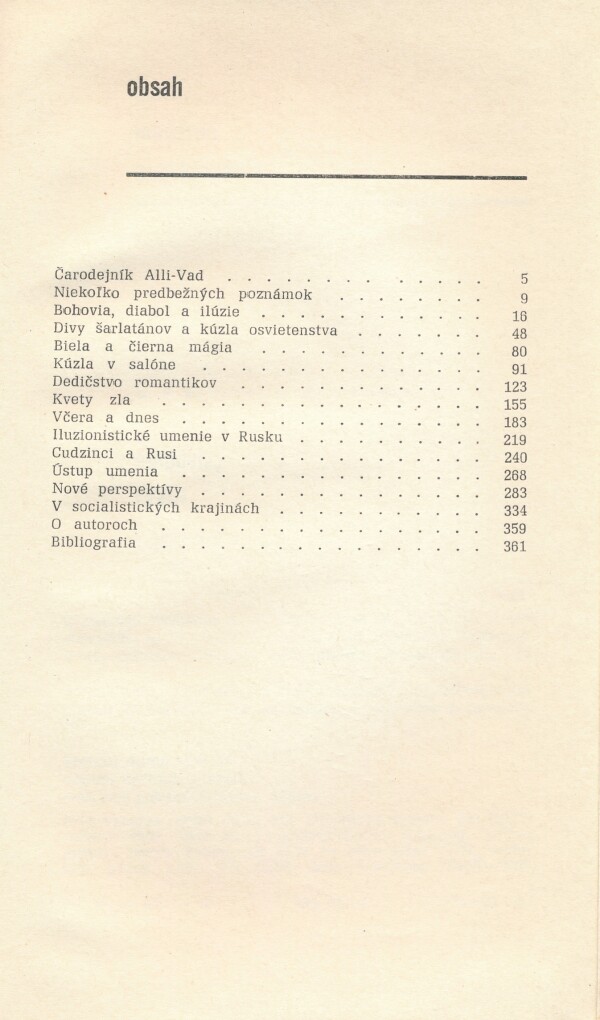 obsah
Čarodejník Alli-Vad . . . . . . . . . . . . 5
Niekoľko predbežných poznámok . . . . . . . . 9
Bohovia, diabol a ilúzie . . . . . . . . . . . . 16
Divy šarlatánov a kúzla osvietenstva . . . . . . . 48
Biela a čierna mágia . . . . . . . . . . . . 80
Kúzla v salóne . . . . . . . . . . . . . . . 91
Dedičstvo romantikov . . . . . . . . . . . . . 123
Kvety zla . . . . . . . . . . . . . . . . . 155
Včera a dnes . . . . . . . . . . . . . . . . 183
Iluzionistické umenie v Rusku . . . . . . . . . . 219
Cudzinci a Rusi . . . . . . . . . . . . . . . 240
Ústup umenia . . . . . . . . . . . . . . . . 268
Nové perspektívy . . . . . . . . . . . . . . . 283
V socialistických krajinách . . . . . . . . . . . 334
O autoroch . . . . . . . . . . . . . . . . . 359
Bibliografia . . . . . . . . . . . . . . . . . 361